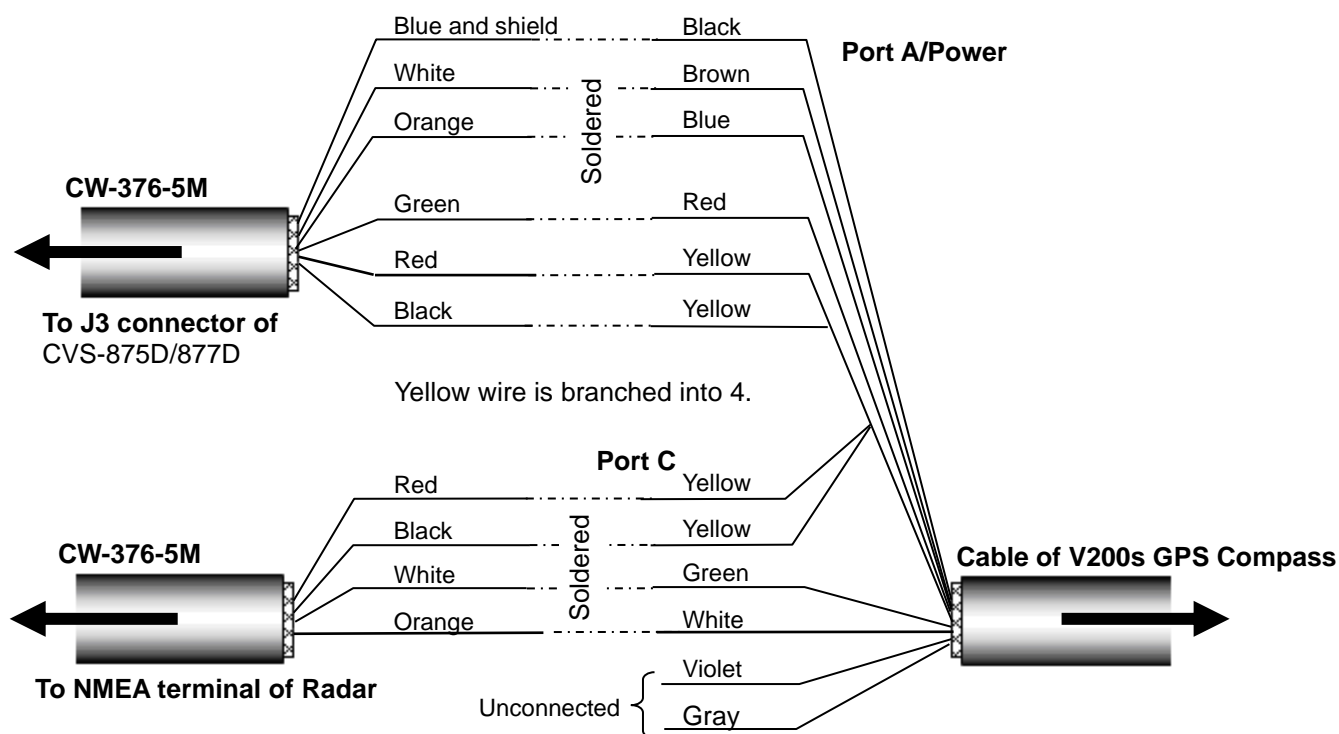 Blue and shield Black
Port A/Power
White Brown
Orange Blue
Soldered
CW-376-5M
Green Red
Red Yellow
Black Yellow
To J3 connector of
CVS-875D/877D
Yellow wire is branched into 4.
Port C
Red Yellow
Black Yellow
Soldered
CW-376-5M
Cable of V200s GPS Compass
White Green
Orange White
To NMEA terminal of Radar
Violet
Unconnected
Gray